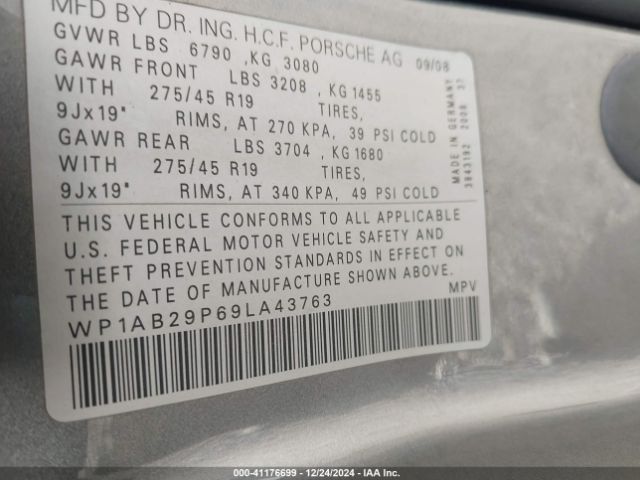 MFD BY DR. ING. H.C.F. PORSCHE AG 09/08
GVWR LBS 6790 , KG 3080
GAWR FRONT LBS 3208 , KG 1455
WITH 275/45 R19 TIRES,
9Jx19" RIMS, AT 270 KPA, 39 PSI COLD
GAWR REAR LBS 3704 , KG 1680
WITH 275/45 R19 TIRES,
9Jx19" RIMS, AT 340 KPA, 49 PSI COLD
THIS VEHICLE CONFORMS TO ALL APPLICABLE
U.S. FEDERAL MOTOR VEHICLE SAFETY AND
THEFT PREVENTION STANDARDS IN EFFECT ON
THE DATE OF MANUFACTURE SHOWN ABOVE.
WP1AB29P69LA43763 MPV
MADE IN GERMANY
3843192 2008 37
000-41176699 • 12/24/2024 • IAA Inc.